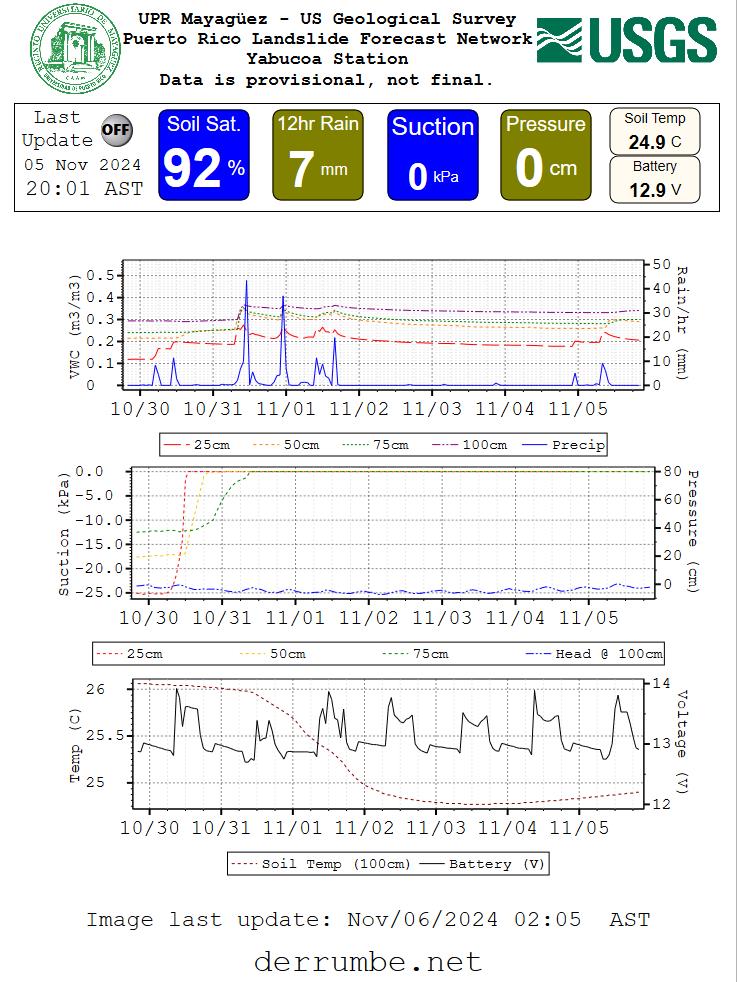 UPR Mayagüez - US Geological Survey
Puerto Rico Landslide Forecast Network
Yabucoa Station
Data is provisional, not final.
USGS
Last Update
OFF
05 Nov 2024
20:01 AST
Soil Sat.
92 %
12hr Rain
7 mm
Suction
0 kPa
Pressure
0 cm
Soil Temp
24.9 C
Battery
12.9 V
VWC (m3/m3)
0.5
0.4
0.3
0.2
0.1
0
Rain/hr (mm)
50
40
30
20
10
0
10/30 10/31 11/01 11/02 11/03 11/04 11/05
25cm 50cm 75cm 100cm Precip
Suction (kPa)
0.0
-5.0
-10.0
-15.0
-20.0
-25.0
Pressure (cm)
80
60
40
20
0
10/30 10/31 11/01 11/02 11/03 11/04 11/05
25cm 50cm 75cm Head @ 100cm
Temp (C)
26
25.5
25
Voltage (V)
14
13
12
10/30 10/31 11/01 11/02 11/03 11/04 11/05
Soil Temp (100cm) Battery (V)
Image last update: Nov/06/2024 02:05 AST
derrumbe.net